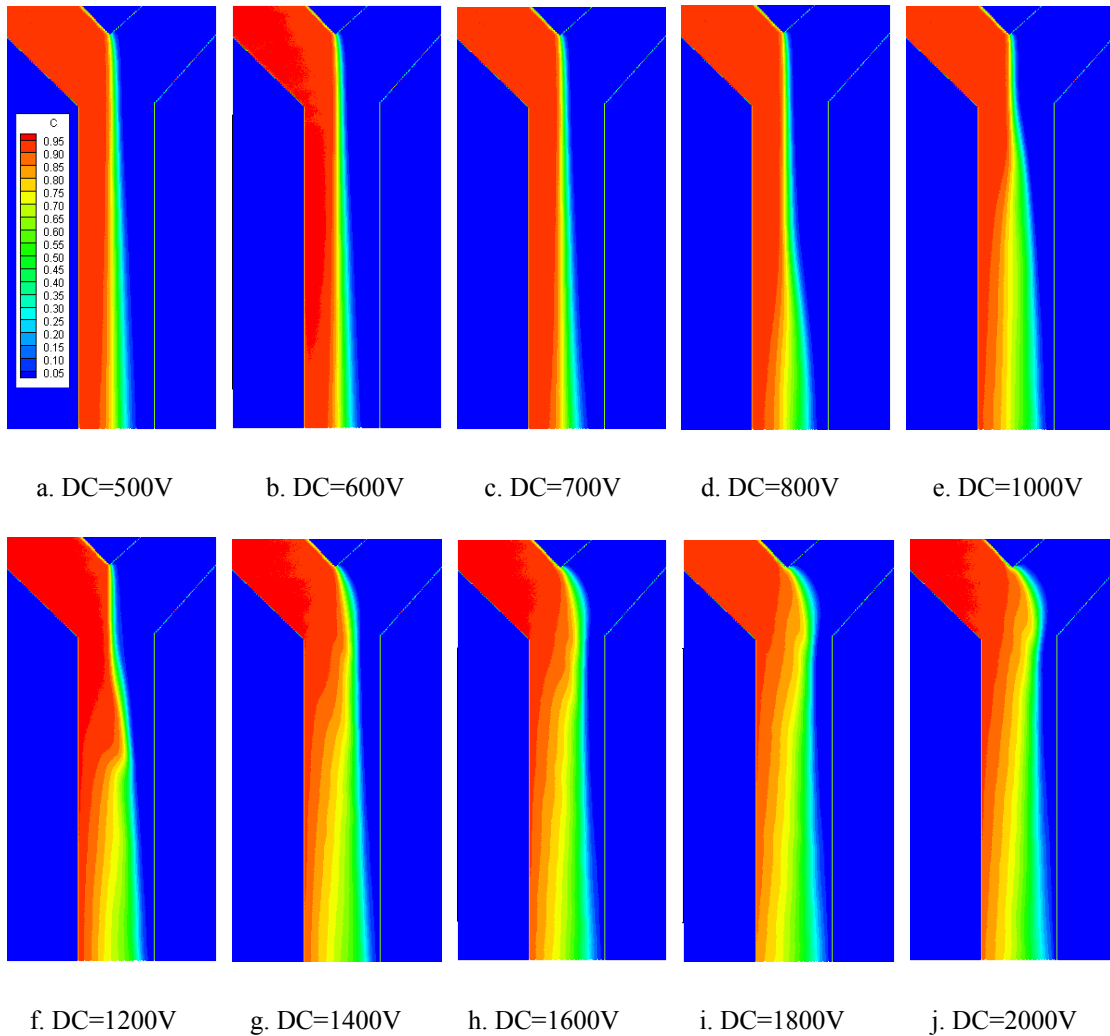 C
0.95
0.90
0.85
0.80
0.75
0.70
0.65
0.60
0.55
0.50
0.45
0.40
0.35
0.30
0.25
0.20
0.15
0.10
0.05
a. DC=500V
b. DC=600V
c. DC=700V
d. DC=800V
e. DC=1000V
f. DC=1200V
g. DC=1400V
h. DC=1600V
i. DC=1800V
j. DC=2000V